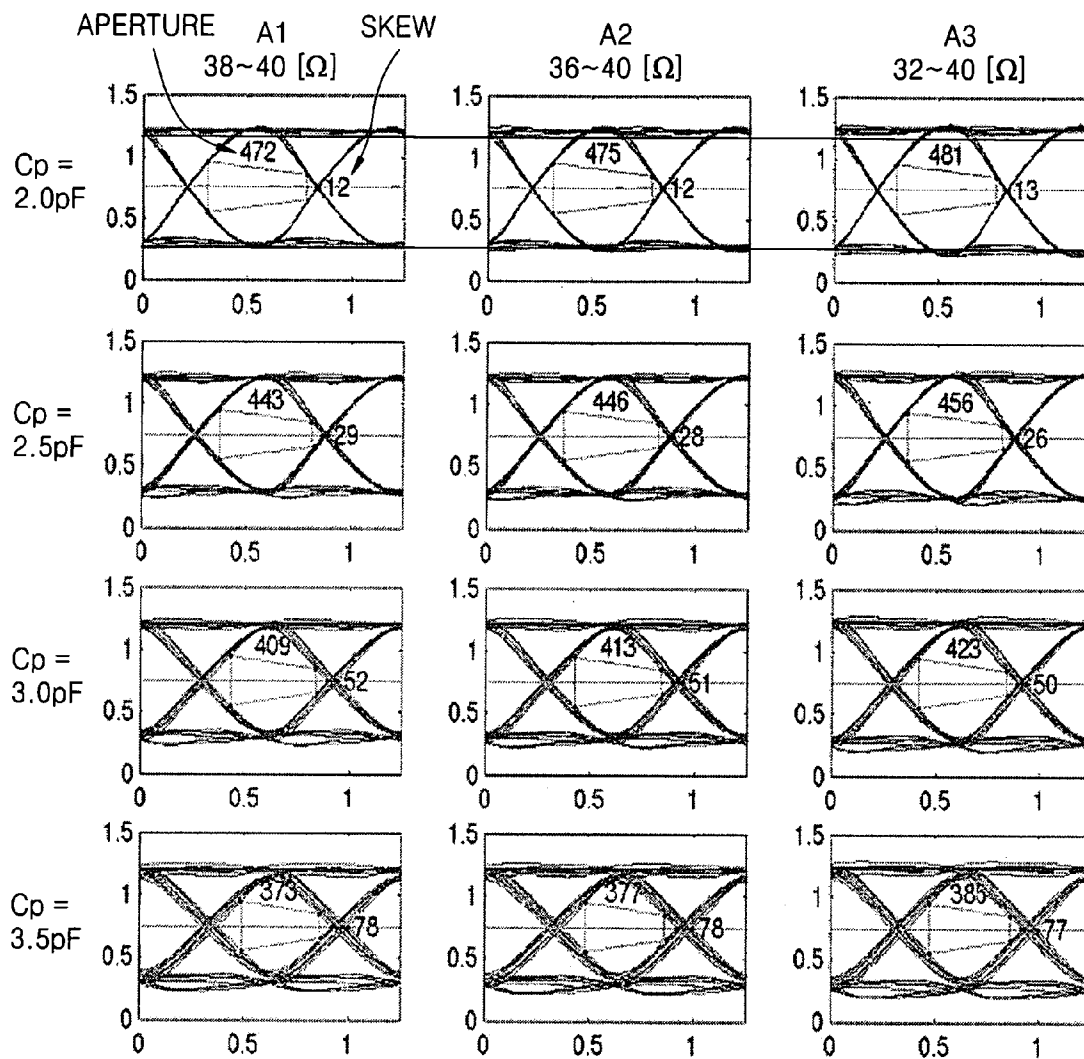 APERTURE A1 SKEW A2 A3
38~40 [Ω] 36~40 [Ω] 32~40 [Ω]
1.5 1.5 1.5
472 475 481
1 1 1
Cp =
2.0pF
12 12 13
0.5 0.5 0.5
0 0 0
0 0.5 1 0 0.5 1 0 0.5 1
1.5 1.5 1.5
443 446 456
1 1 1
Cp =
2.5pF
29 28 26
0.5 0.5 0.5
0 0 0
0 0.5 1 0 0.5 1 0 0.5 1
1.5 1.5 1.5
409 413 423
1 1 1
Cp =
3.0pF
52 51 50
0.5 0.5 0.5
0 0 0
0 0.5 1 0 0.5 1 0 0.5 1
1.5 1.5 1.5
373 377 385
1 1 1
Cp =
3.5pF
78 78 77
0.5 0.5 0.5
0 0 0
0 0.5 1 0 0.5 1 0 0.5 1